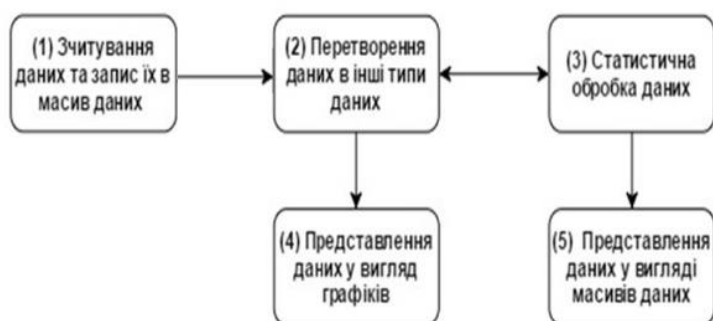 (1) Зчитування
даних та запис їх в
масив даних
(2) Перетворення
даних в інші типи
даних
(3) Статистична
обробка даних
(4) Представлення
даних у вигляд
графіків
(5) Представлення
даних у вигляді
масивів даних